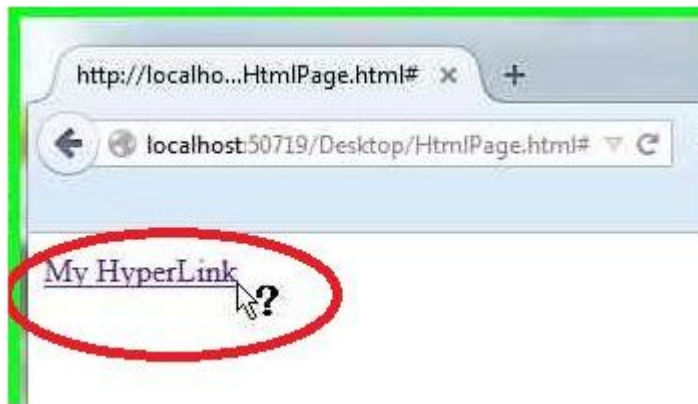 http://localho...HtmlPage.html# × +
localhost:50719/Desktop/HtmlPage.html#
My HyperLink
?